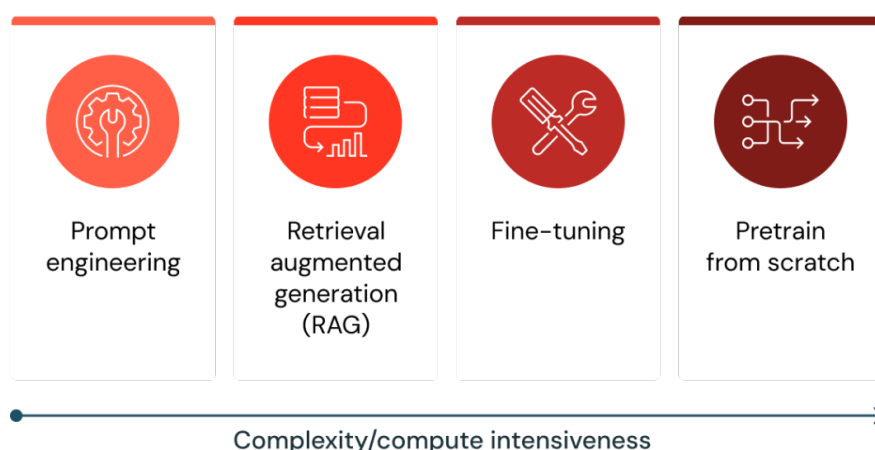 Prompt
engineering
Retrieval
augmented
generation
(RAG)
Fine-tuning
Pretrain
from scratch
Complexity/compute intensiveness